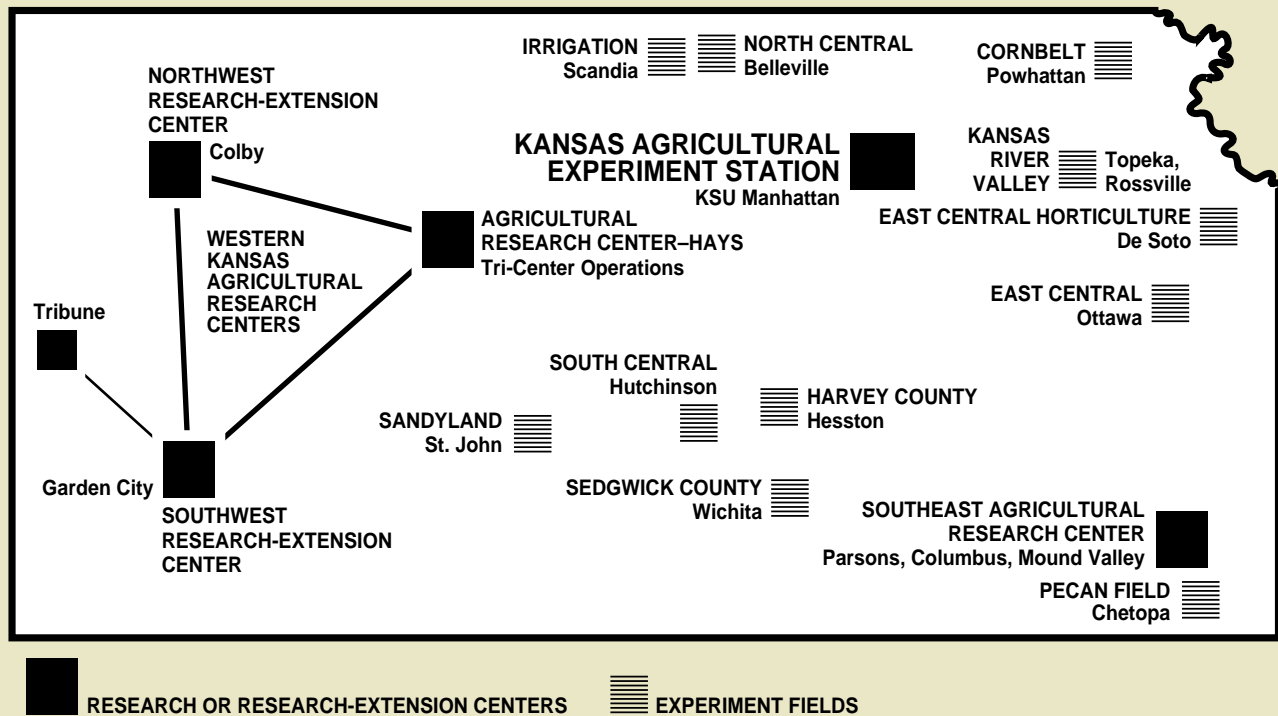 IRRIGATION
Scandia
NORTH CENTRAL
Belleville
CORNBELT
Powhattan
NORTHWEST
RESEARCH-EXTENSION
CENTER
Colby
KANSAS AGRICULTURAL
EXPERIMENT STATION
KSU Manhattan
KANSAS
RIVER
VALLEY
Topeka,
Rossville
EAST CENTRAL HORTICULTURE
De Soto
AGRICULTURAL
RESEARCH CENTER–HAYS
Tri-Center Operations
WESTERN
KANSAS
AGRICULTURAL
RESEARCH
CENTERS
EAST CENTRAL
Ottawa
Tribune
SOUTH CENTRAL
Hutchinson
HARVEY COUNTY
Hesston
SANDYLAND
St. John
Garden City
SOUTHWEST
RESEARCH-EXTENSION
CENTER
SEDGWICK COUNTY
Wichita
SOUTHEAST AGRICULTURAL
RESEARCH CENTER
Parsons, Columbus, Mound Valley
PECAN FIELD
Chetopa
RESEARCH OR RESEARCH-EXTENSION CENTERS
EXPERIMENT FIELDS